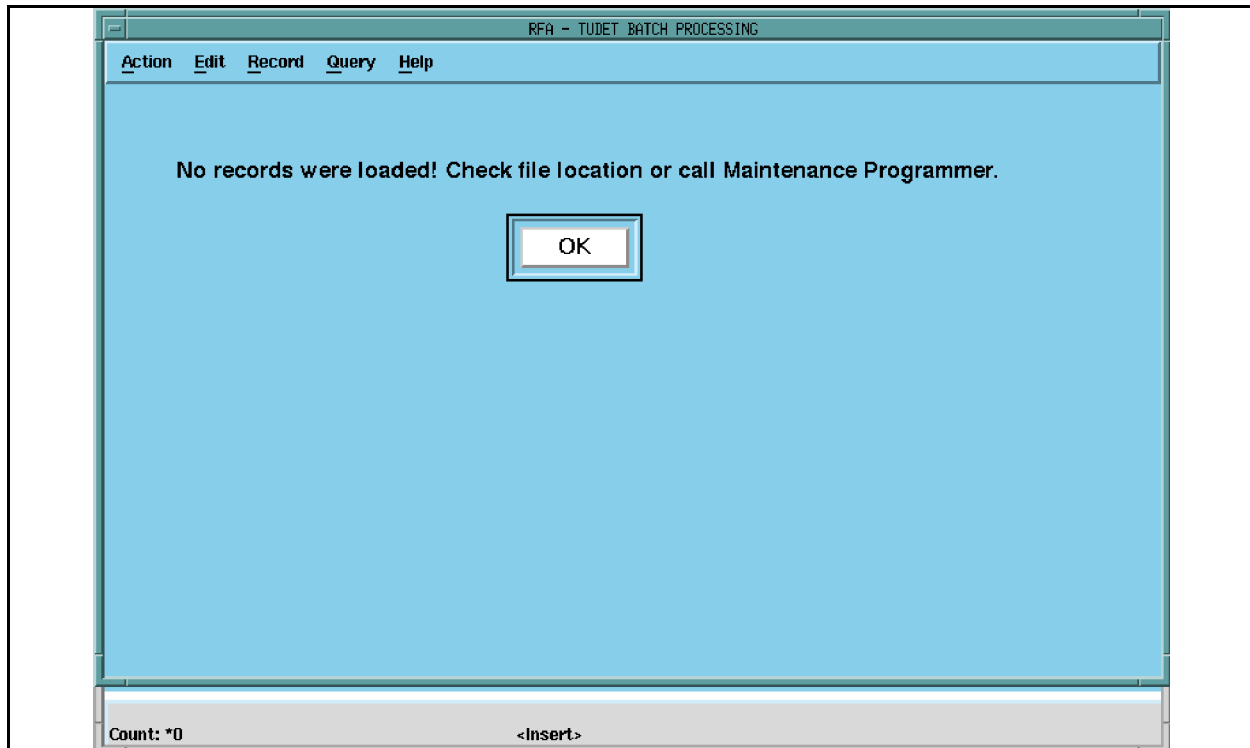 RFA - TUDET BATCH PROCESSING
Action Edit Record Query Help
No records were loaded! Check file location or call Maintenance Programmer.
OK
Count: *0 <Insert>